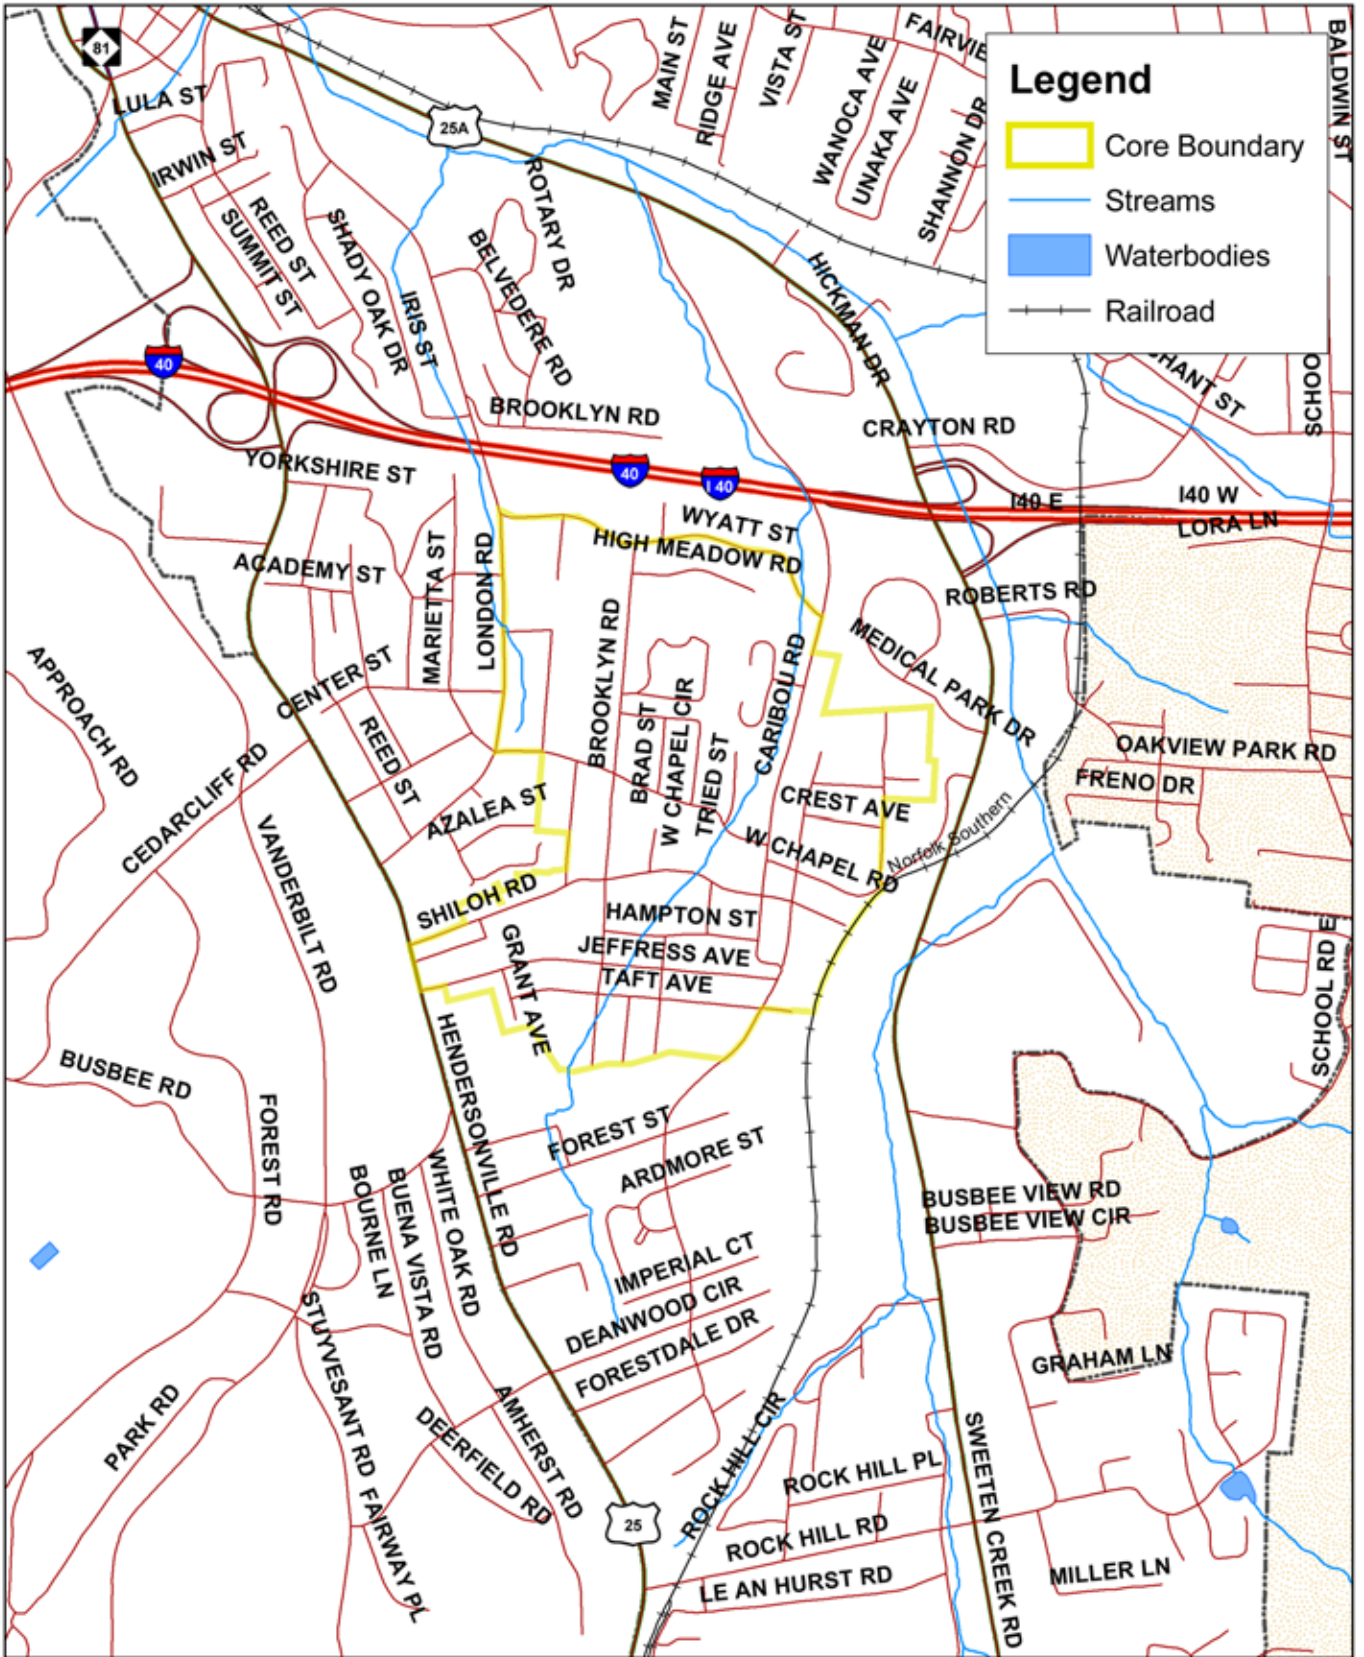 81
LULA ST
IRWIN ST
REED ST
SUMMIT ST
SHADY OAK DR
IRIS ST
25A
ROTARY DR
BELVEDERE RD
MAIN ST
RIDGE AVE
VISTA ST
WANOCA AVE
UNAKA AVE
SHANNON DR
BALDWIN ST
Legend
Core Boundary
Streams
Waterbodies
Railroad
HICKMAN DR
40
BROOKLYN RD
CRAYTON RD
YORKSHIRE ST
40
I 40
I40 E
I40 W
LORA LN
WYATT ST
HIGH MEADOW RD
ACADEMY ST
MARIETTA ST
LONDON RD
ROBERTS RD
BROOKLYN RD
CARIBOU RD
MEDICAL PARK DR
APPROACH RD
CENTER ST
REED ST
CEDARCLIFF RD
BRAD ST
W CHAPEL CIR
TRIED ST
OAKVIEW PARK RD
FRENO DR
AZALEA ST
CREST AVE
Norfolk Southern
W CHAPEL RD
VANDERBILT RD
SHILOH RD
HAMPTON ST
JEFFRESS AVE
TAFT AVE
GRANT AVE
SCHOOL RD E
BUSBEE RD
HENDERSONVILLE RD
FOREST RD
FOREST ST
ARDMORE ST
BOURNE LN
BUENA VISTA RD
WHITE OAK RD
BUSBEE VIEW RD
BUSBEE VIEW CIR
IMPERIAL CT
DEANWOOD CIR
FORESTDALE DR
STUYVESANT RD
GRAHAM LN
PARK RD
AMHERST RD
DEERFIELD RD
FAIRWAY PL
25
ROCK HILL CIR
ROCK HILL PL
ROCK HILL RD
LE AN HURST RD
SWEETEN CREEK RD
MILLER LN